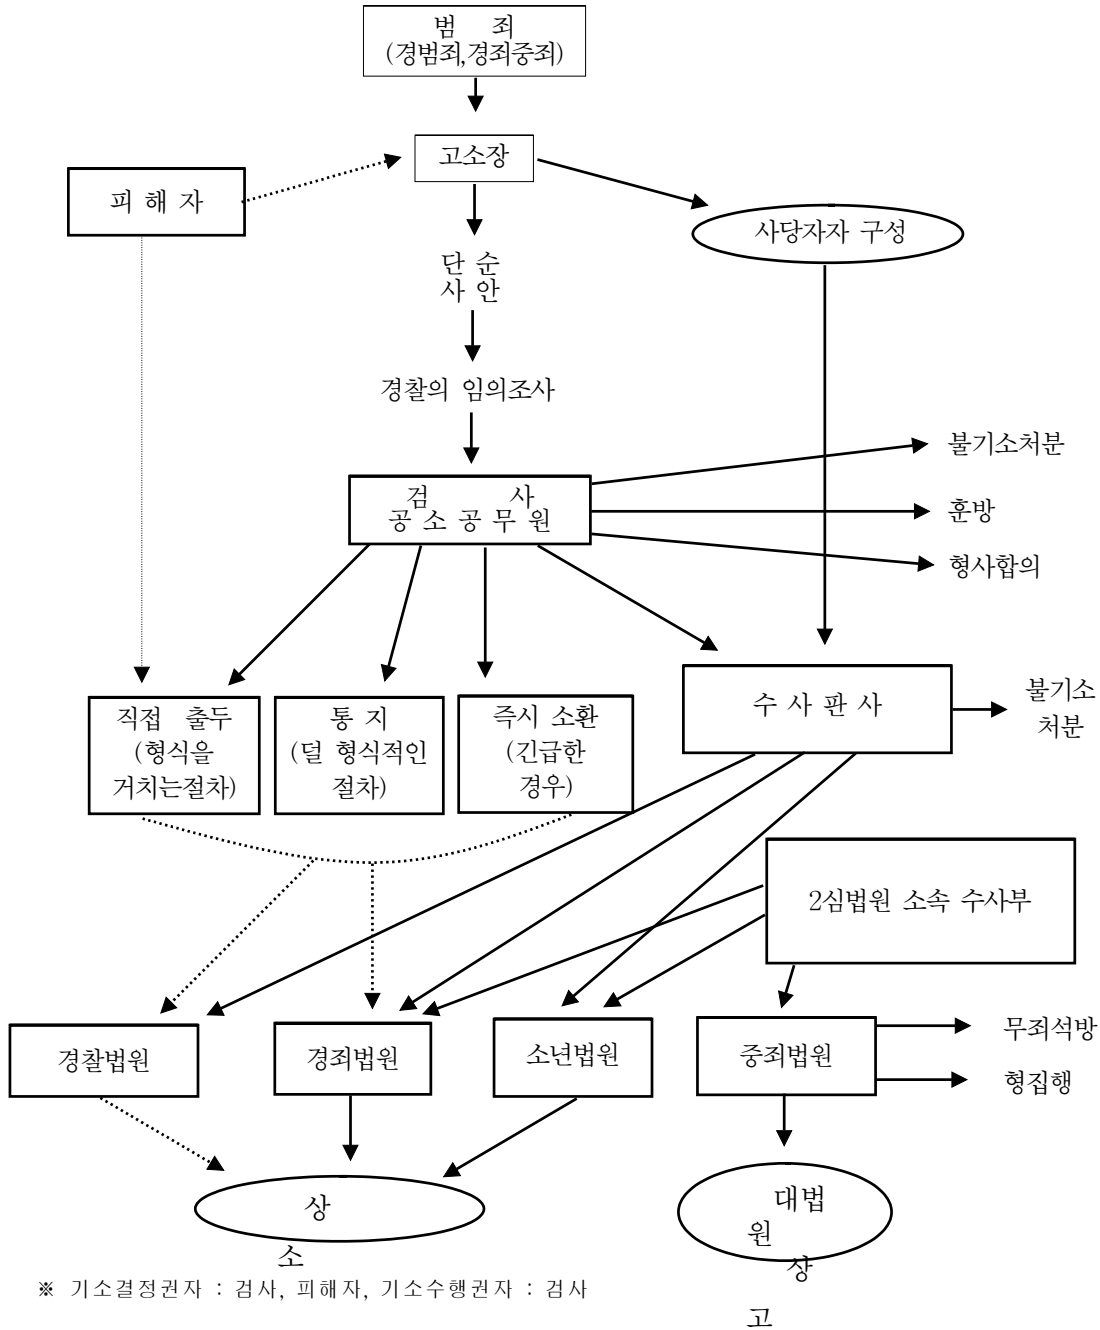 범 죄
(경범죄,경죄중죄)
고소장
피 해 자
사당자자 구성
단 순
사 안
경찰의 임의조사
불기소처분
검 사
공 소 공 무 원
훈방
형사합의
직접 출두
(형식을
거치는절차)
통 지
(덜 형식적인
절차)
즉시 소환
(긴급한
경우)
수 사 판 사
불기소
처분
2심법원 소속 수사부
경찰법원
경죄법원
소년법원
중죄법원
무죄석방
형집행
상
소
대법
원
상
고
※ 기소결정권자 : 검사, 피해자, 기소수행권자 : 검사